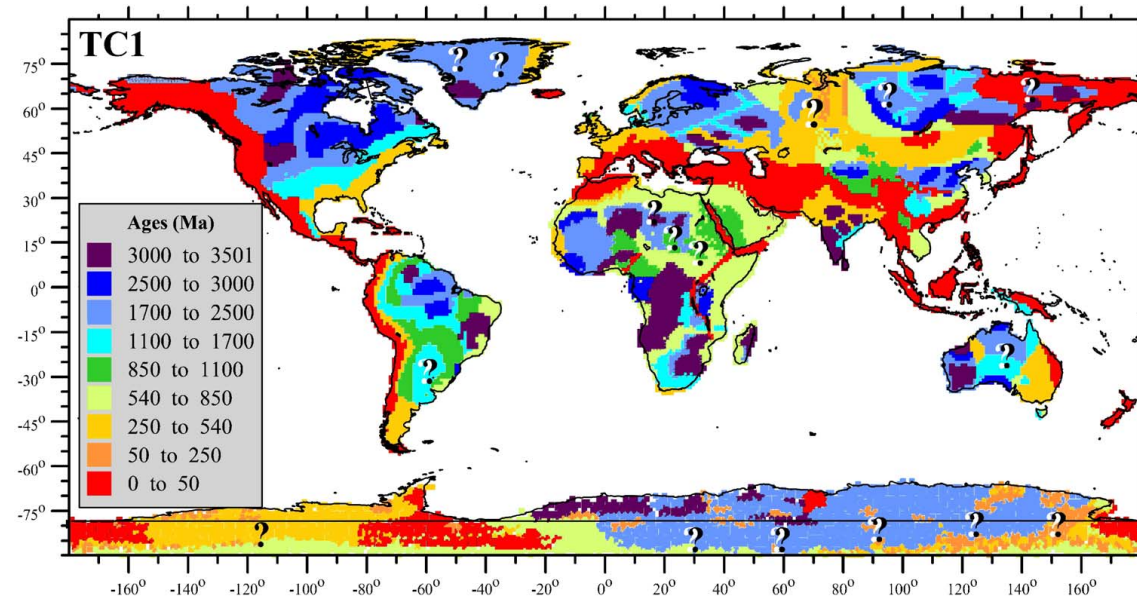 TC1
75°
60°
45°
30°
15°
0°
-15°
-30°
-45°
-60°
-75°
Ages (Ma)
3000 to 3501
2500 to 3000
1700 to 2500
1100 to 1700
850 to 1100
540 to 850
250 to 540
50 to 250
0 to 50
? ? ? ? ?
? ? ?
? ?
? ? ? ? ? ?
-160° -140° -120° -100° -80° -60° -40° -20° 0° 20° 40° 60° 80° 100° 120° 140° 160°